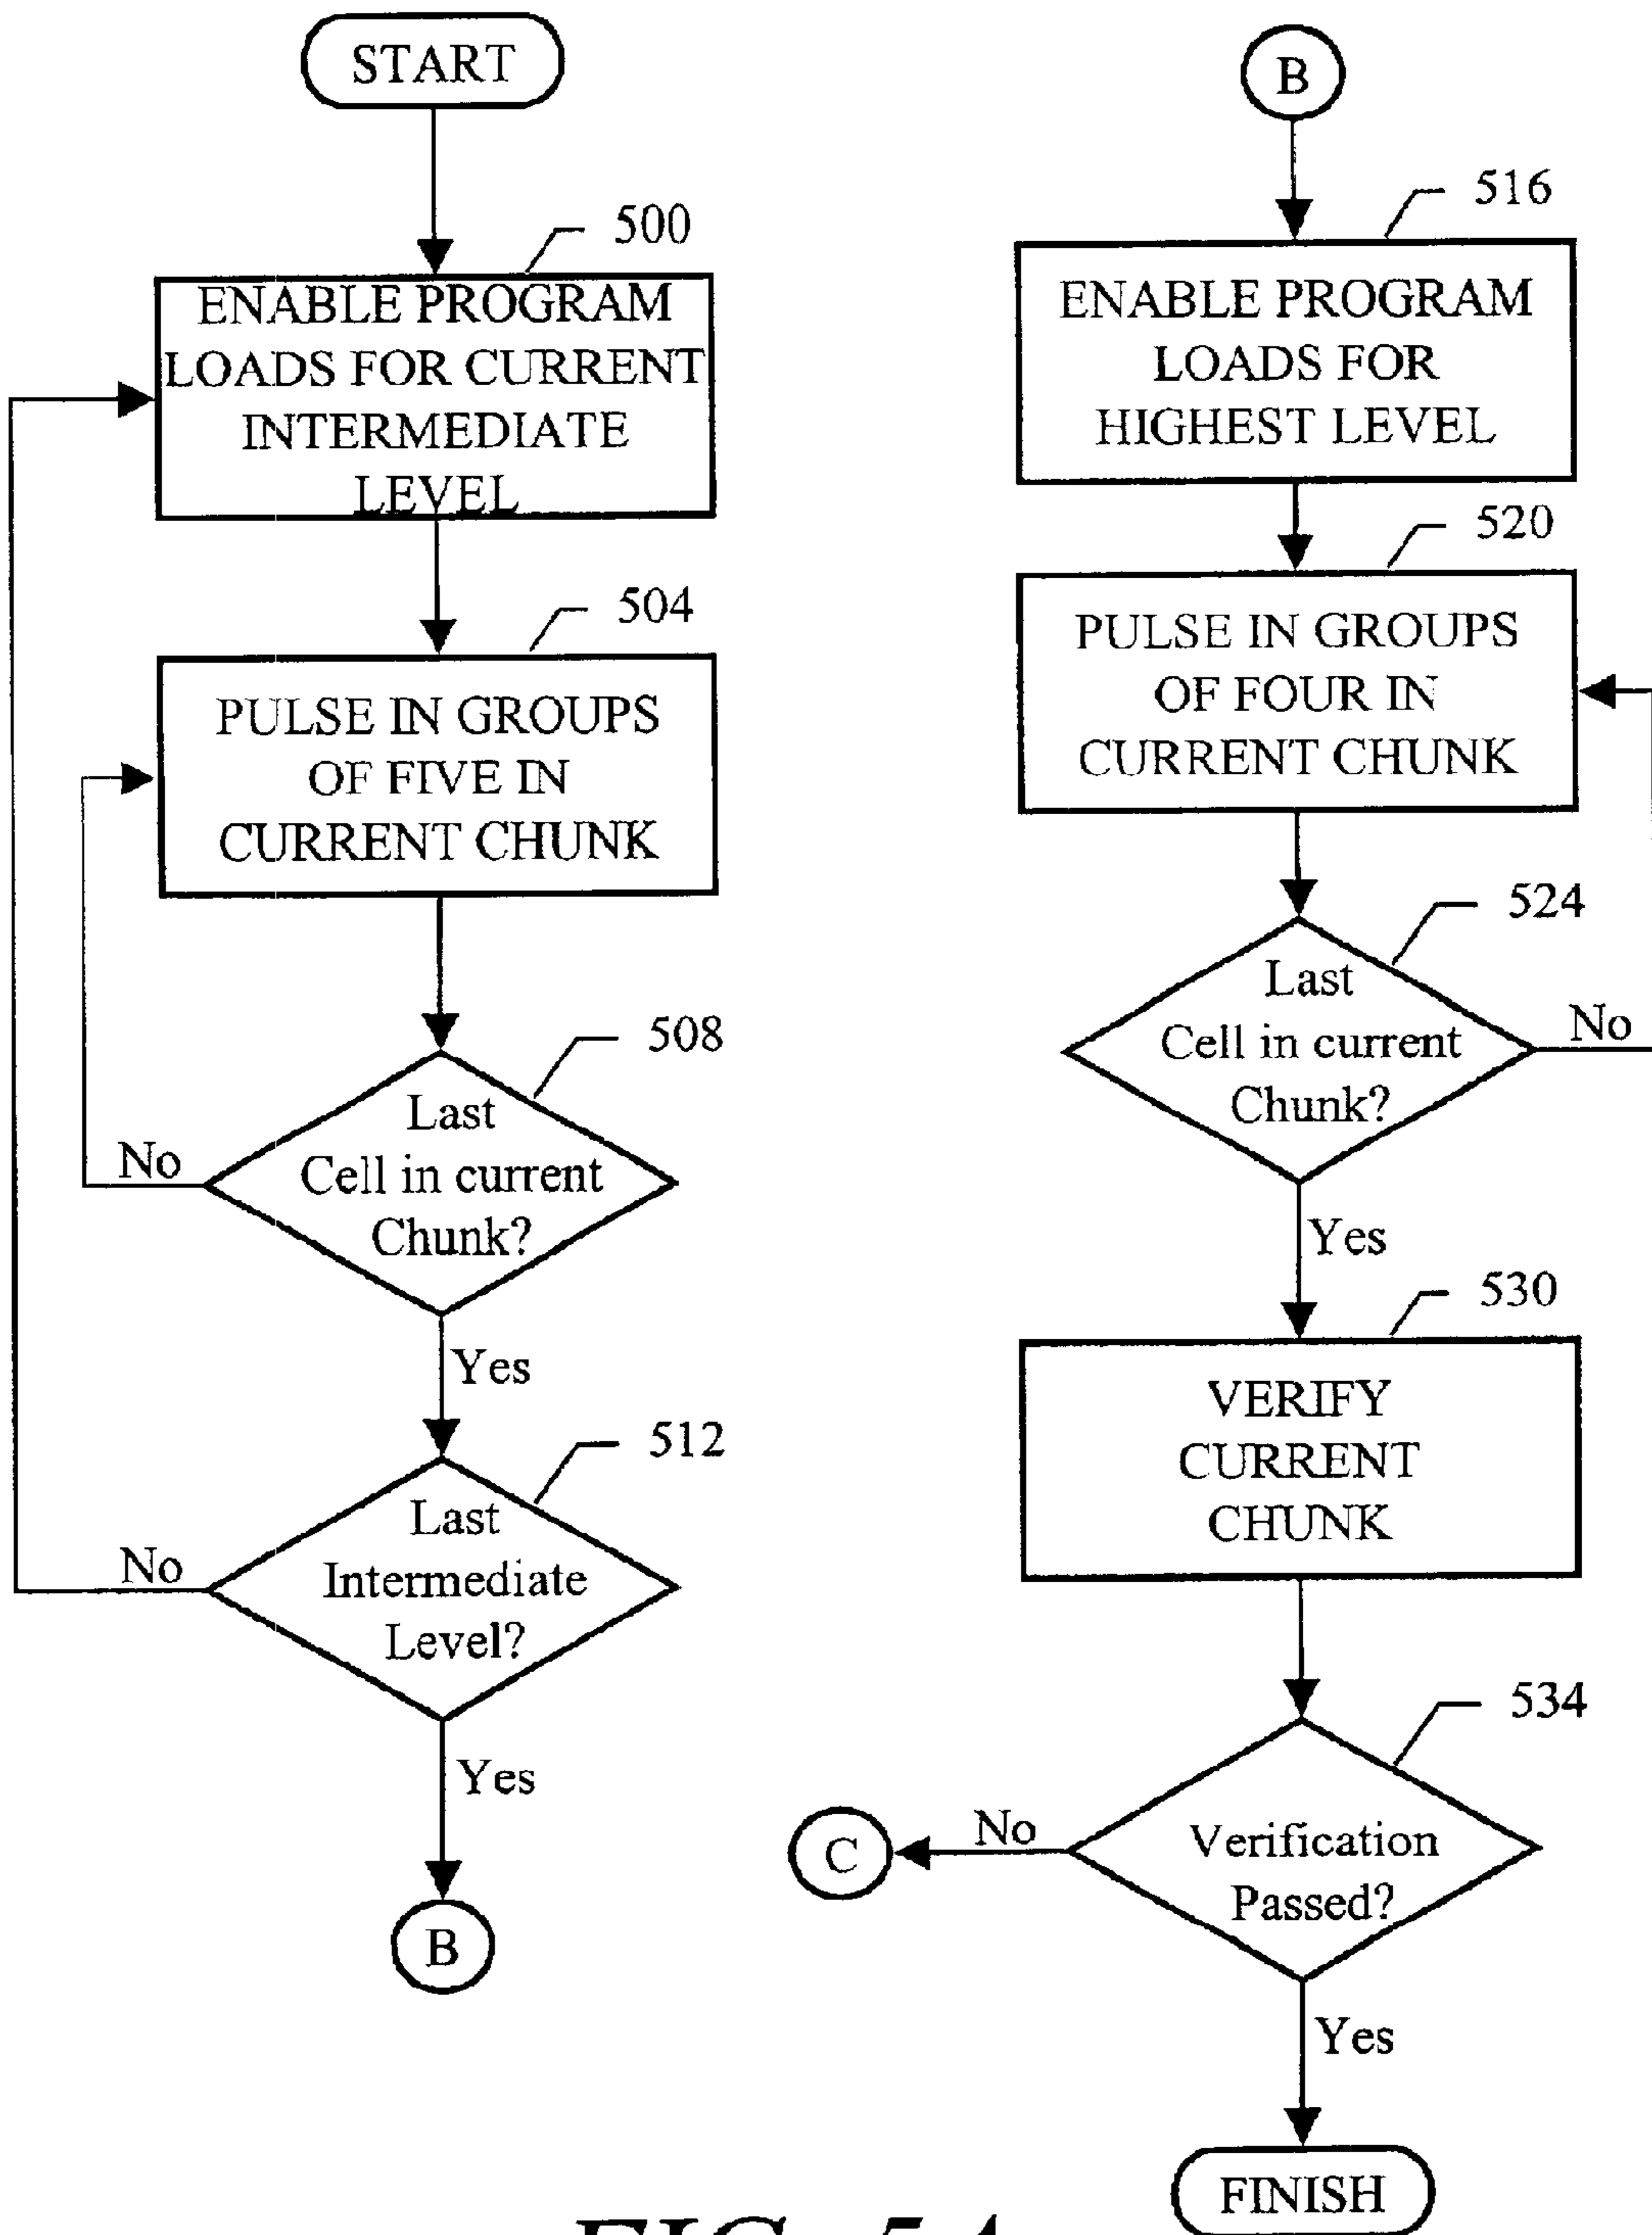 START
500
ENABLE PROGRAM
LOADS FOR CURRENT
INTERMEDIATE
LEVEL
504
PULSE IN GROUPS
OF FIVE IN
CURRENT CHUNK
508
Last
Cell in current
Chunk?
No
Yes
512
Last
Intermediate
Level?
No
Yes
B
B
516
ENABLE PROGRAM
LOADS FOR
HIGHEST LEVEL
520
PULSE IN GROUPS
OF FOUR IN
CURRENT CHUNK
524
Last
Cell in current
Chunk?
No
Yes
530
VERIFY
CURRENT
CHUNK
534
Verification
Passed?
No
C
Yes
FINISH
FIG. 5A